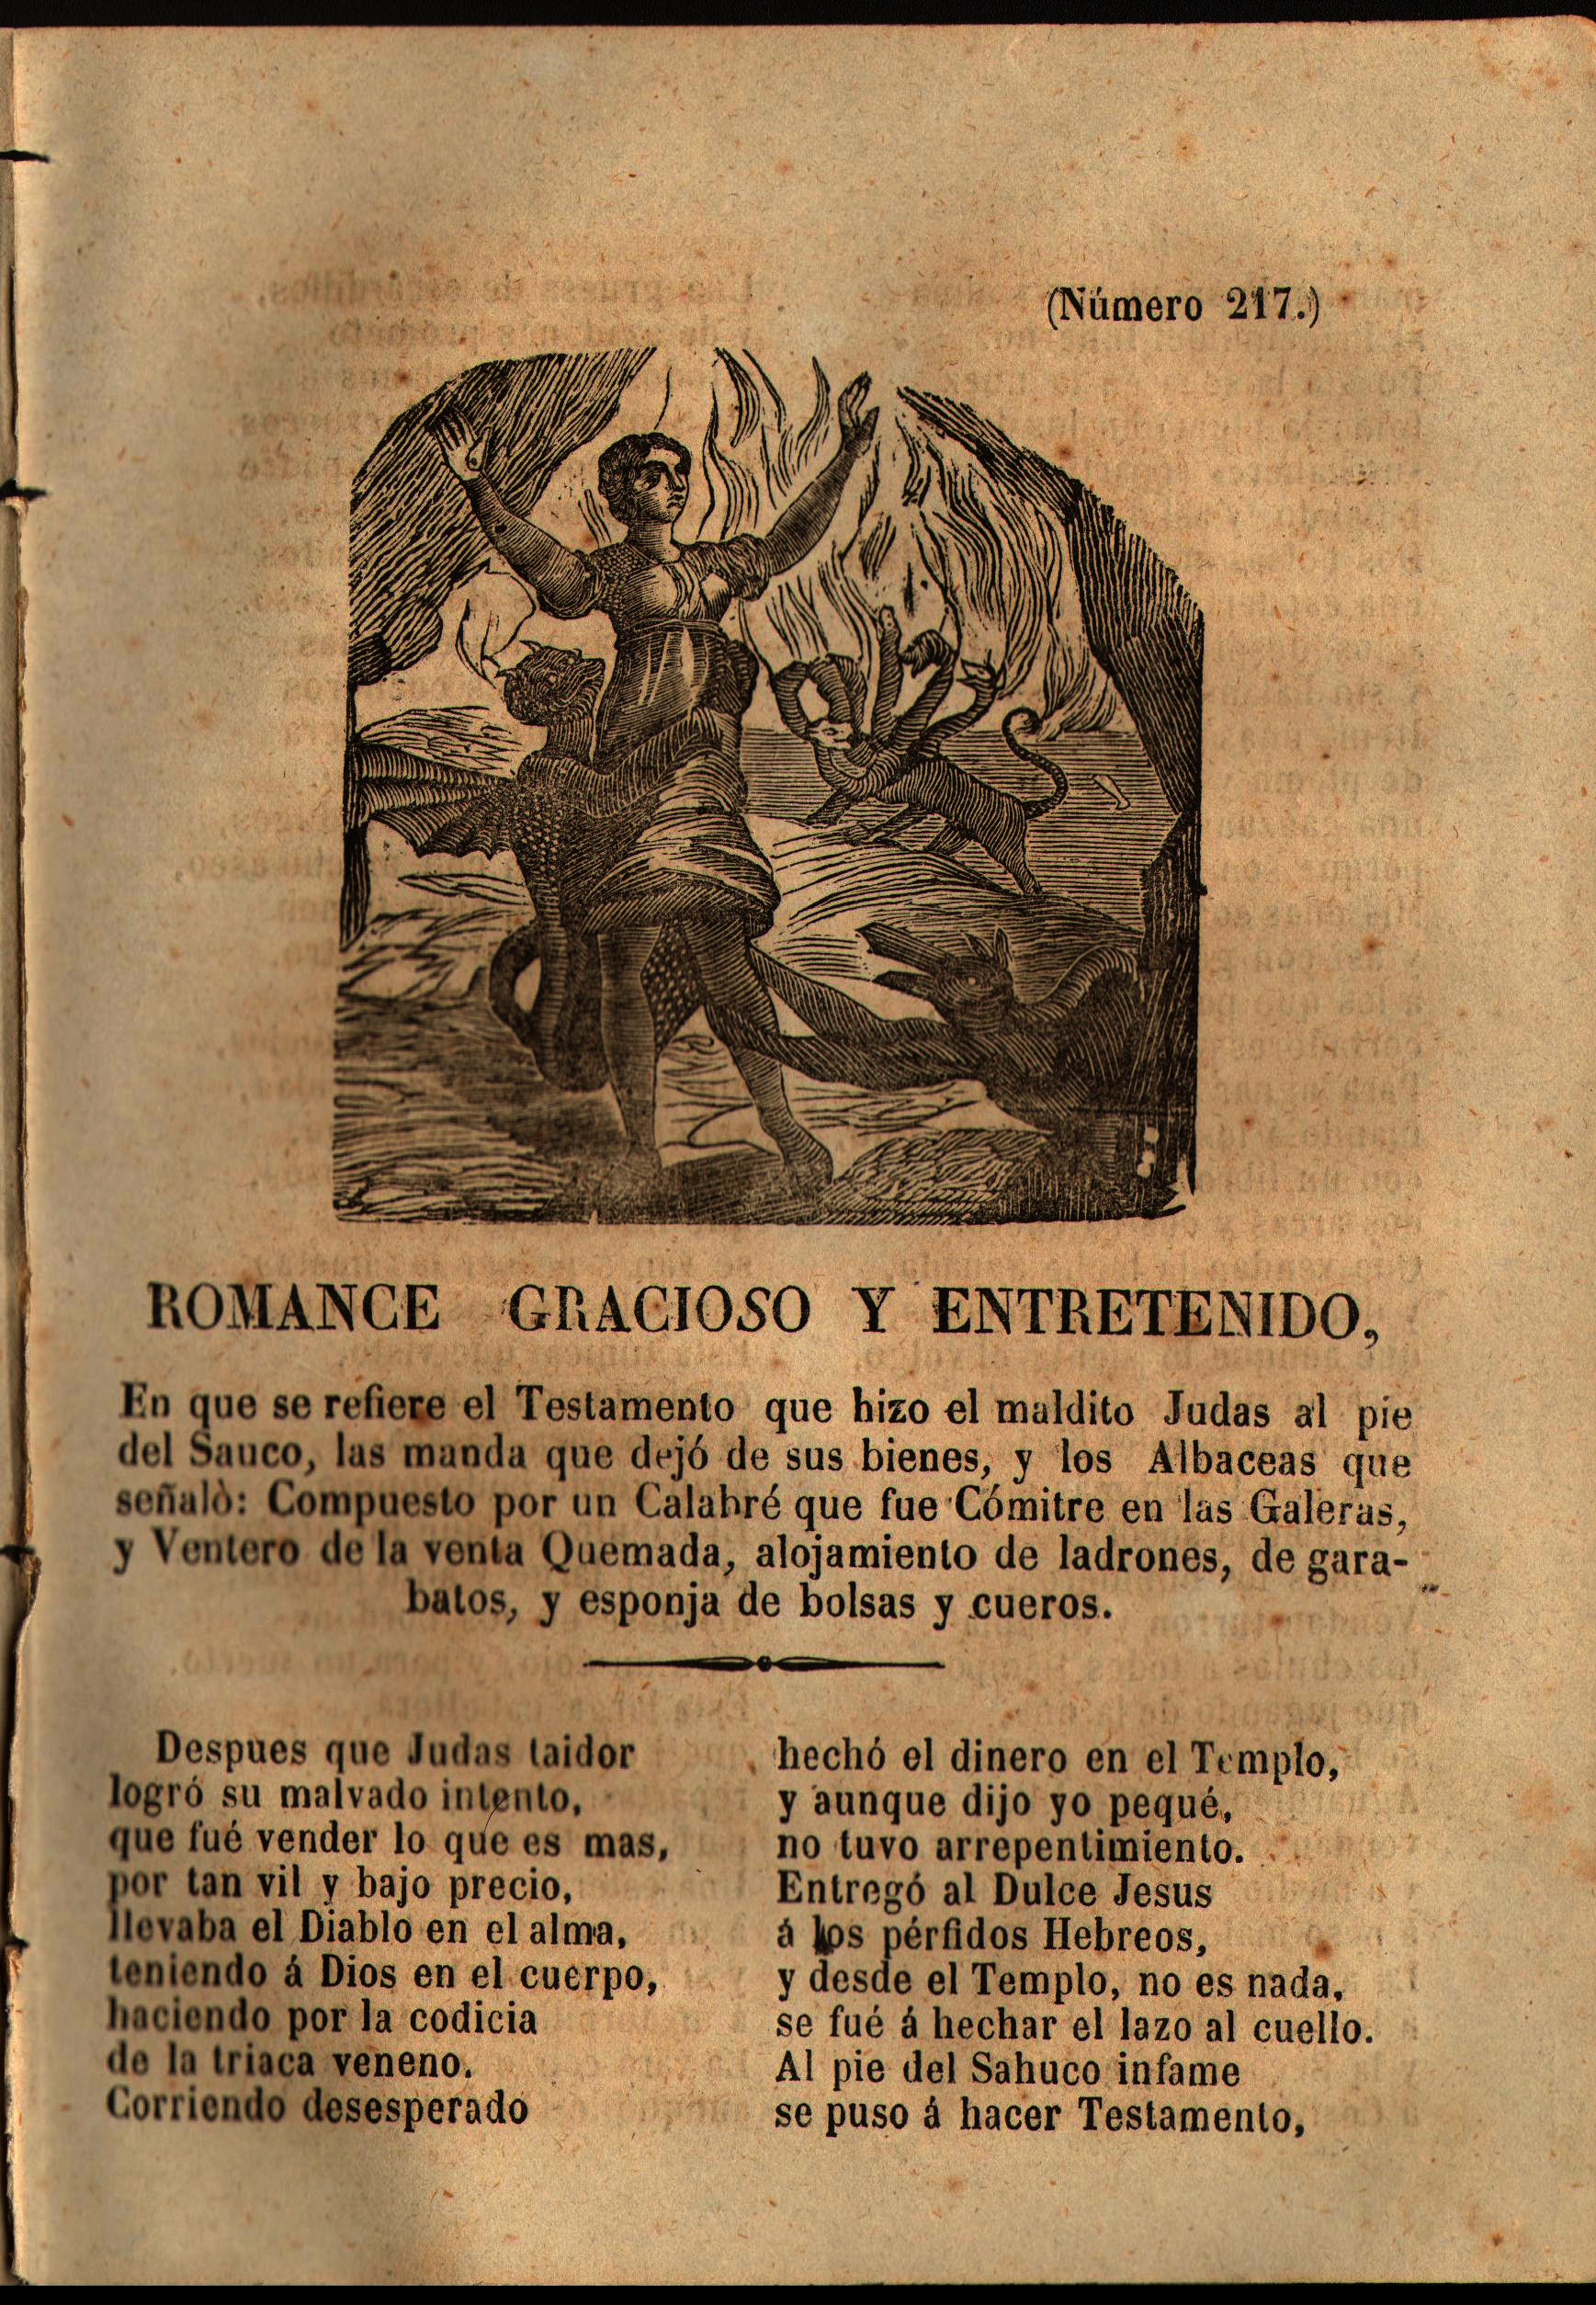 (Número 217.)
ROMANCE GRACIOSO Y ENTRETENIDO,
En que se refiere el Testamento que hizo el maldito Judas al pie
del Sauco, las manda que dejó de sus bienes, y los Albaceas que
señalò: Compuesto por un Calabré que fue Cómitre en las Galeras,
y Ventero de la venta Quemada, alojamiento de ladrones, de gara-
batos, y esponja de bolsas y cueros.
Despues que Judas taidor
logró su malvado intento,
que fué vender lo que es mas,
por tan vil y bajo precio,
llevaba el Diablo en el alma,
teniendo á Dios en el cuerpo,
haciendo por la codicia
de la triaca veneno.
Corriendo desesperado
hechó el dinero en el Templo,
y aunque dijo yo pequé,
no tuvo arrepentimiento.
Entregó al Dulce Jesus
á los pérfidos Hebreos,
y desde el Templo, no es nada,
se fué á hechar el lazo al cuello.
Al pie del Sahuco infame
se puso á hacer Testamento,